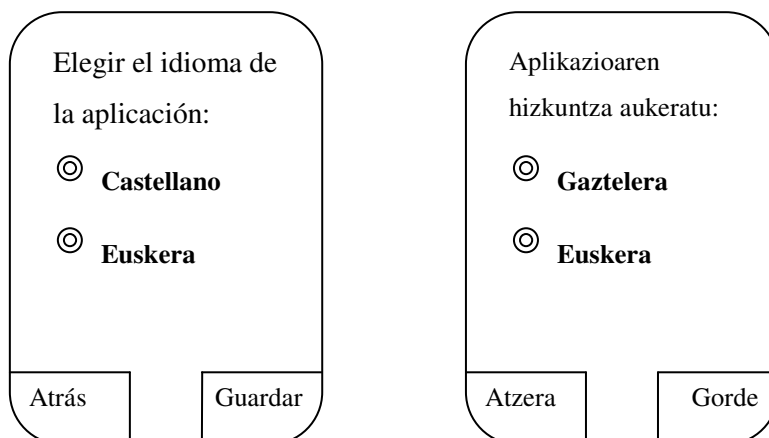 Elegir el idioma de
la aplicación:
Castellano
Euskera
Atrás
Guardar
Aplikazioaren
hizkuntza aukeratu:
Gaztelera
Euskera
Atzera
Gorde